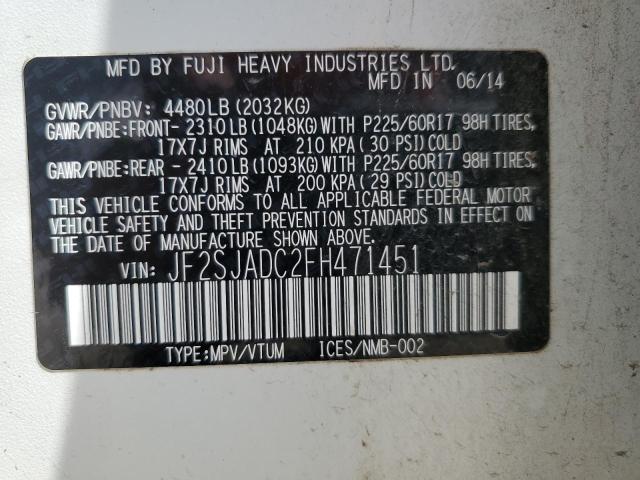 MFD BY FUJI HEAVY INDUSTRIES LTD.
MFD IN 06/14
GVWR/PNBV: 4480LB(2032KG)
GAWR/PNBE:FRONT- 2310LB(1048KG)WITH P225/60R17 98H TIRES,
17X7J RIMS AT 210 KPA( 30 PSI)COLD
GAWR/PNBE:REAR - 2410LB(1093KG)WITH P225/60R17 98H TIRES,
17X7J RIMS AT 200 KPA( 29 PSI)COLD
THIS VEHICLE CONFORMS TO ALL APPLICABLE FEDERAL MOTOR
VEHICLE SAFETY AND THEFT PREVENTION STANDARDS IN EFFECT ON
THE DATE OF MANUFACTURE SHOWN ABOVE.
VIN: JF2SJADC2FH471451
TYPE:MPV/VTUM ICES/NMB-002